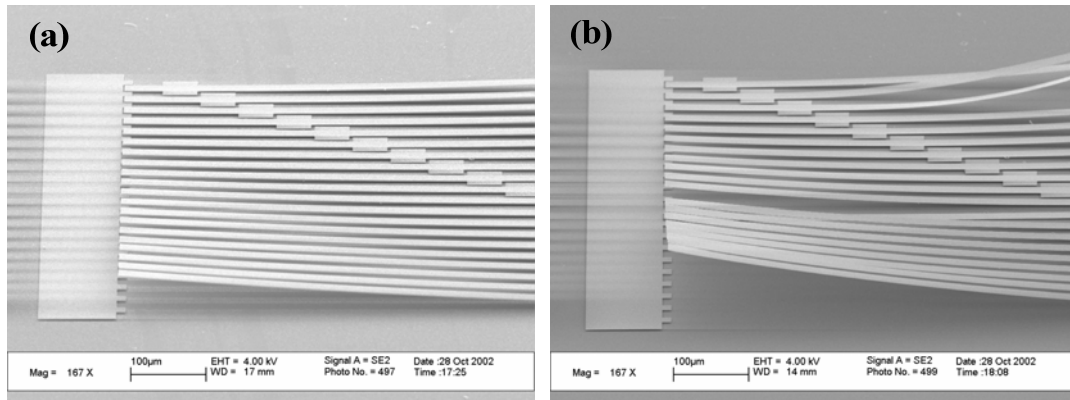 (a)
100µm
EHT = 4.00 kV
Signal A = SE2
Date :28 Oct 2002
Mag = 167 X
WD = 17 mm
Photo No. = 497
Time :17:25
(b)
100µm
EHT = 4.00 kV
Signal A = SE2
Date :28 Oct 2002
Mag = 167 X
WD = 14 mm
Photo No. = 499
Time :18:08